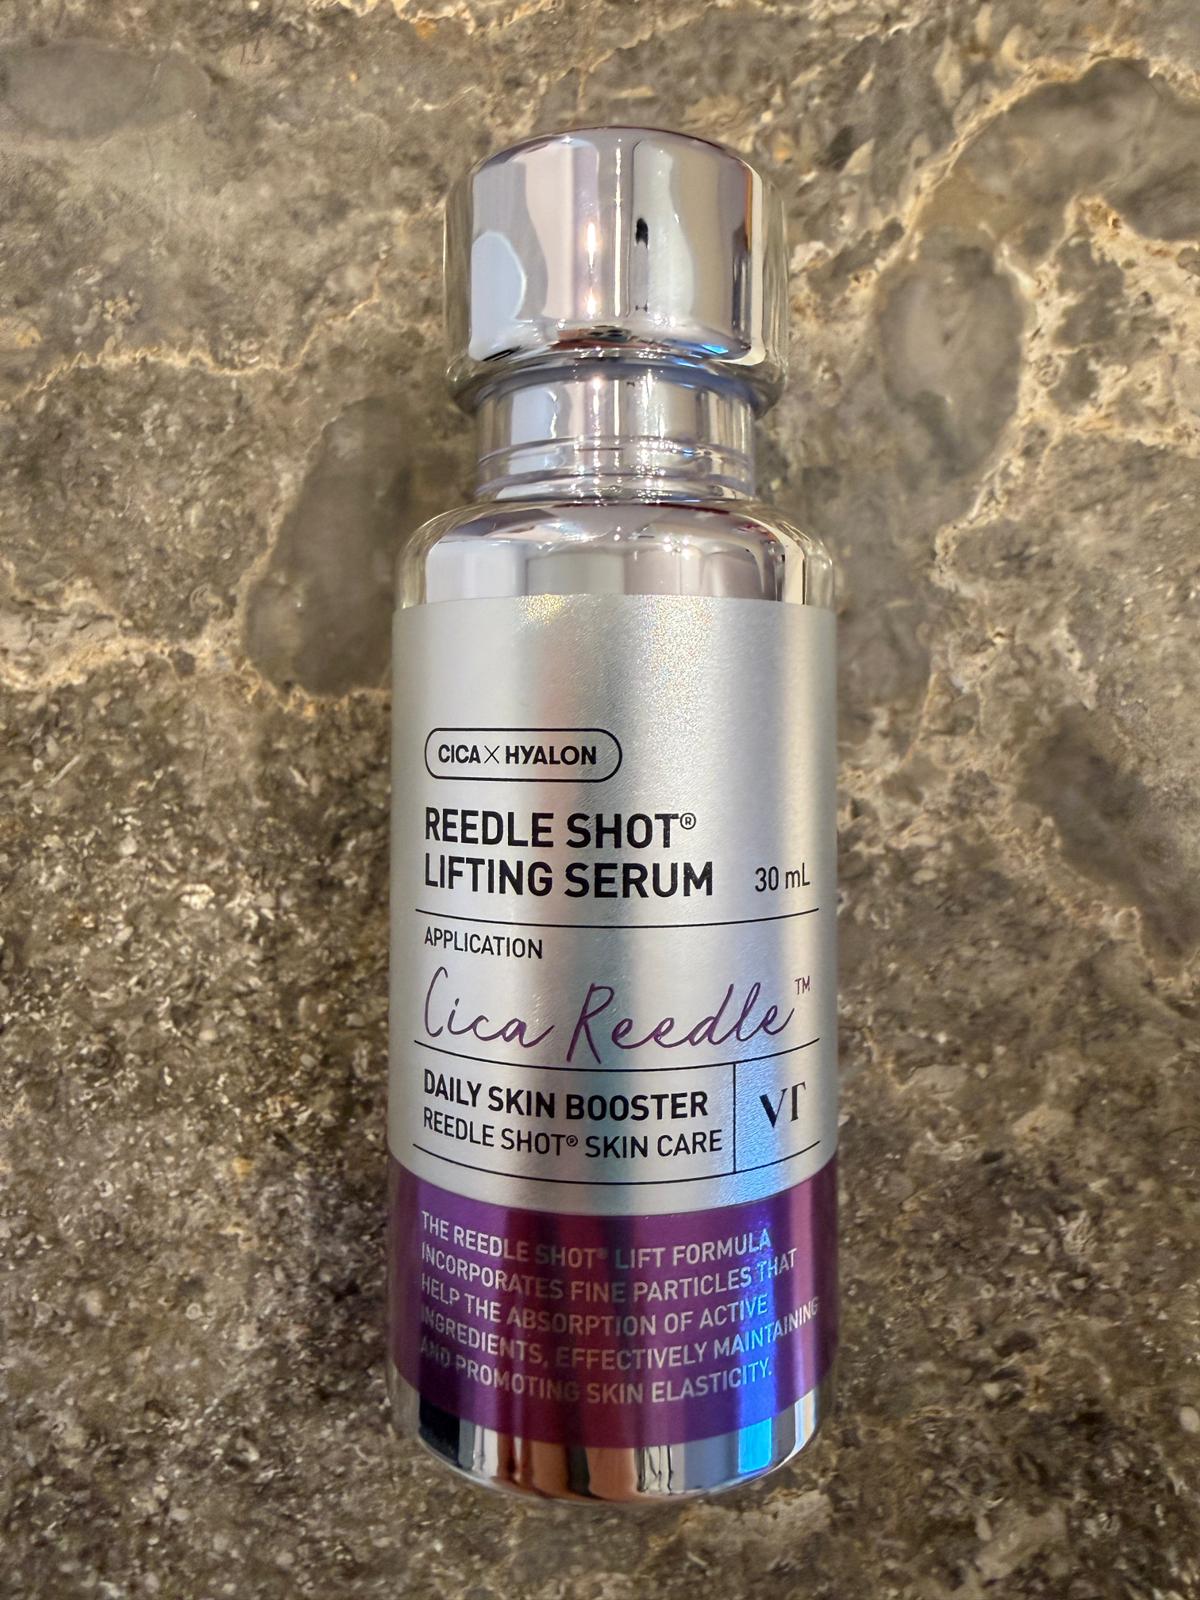 CICA X HYALON
REEDLE SHOT®
LIFTING SERUM 30 mL
APPLICATION
Cica Reedle™
DAILY SKIN BOOSTER
REEDLE SHOT® SKIN CARE
VT
THE REEDLE SHOT® LIFT FORMULA
INCORPORATES FINE PARTICLES THAT
HELP THE ABSORPTION OF ACTIVE
INGREDIENTS, EFFECTIVELY MAINTAINING
AND PROMOTING SKIN ELASTICITY.